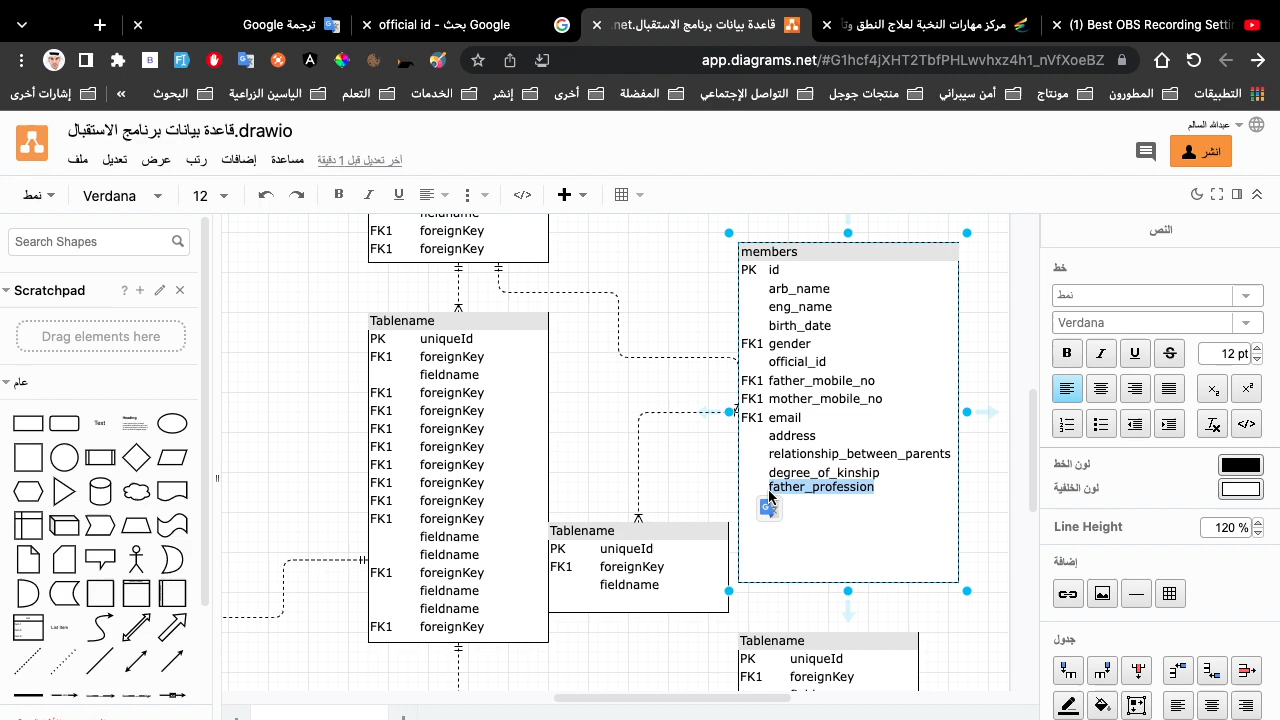 ترجمة Google
official id - بحث Google
قاعدة بيانات برنامج الاستقبال.net
مركز مهارات النخبة لعلاج النطق وتا
(1) Best OBS Recording Setti
app.diagrams.net/#G1hcf4jXHT2TbfPHLwvhxz4h1_nVfXoeBZ
إشارات أخرى
«
البحوث
الياسين الزراعية
التعلم
الخدمات
إنشر
أخرى
المفضلة
التواصل الإجتماعي
منتجات جوجل
أمن سيبراني
مونتاج
المطورون
التطبيقات
قاعدة بيانات برنامج الاستقبال.drawio
عبدالله السالم
ملف
تعديل
عرض
رتب
إضافات
مساعدة
آخر تعديل قبل 1 دقيقة
انشر
نمط
Verdana
12
B
I
U
Search Shapes
Scratchpad
?
Drag elements here
عام
Text
Heading
List Item
fieldname
FK1 foreignKey
FK1 foreignKey
Tablename
PK uniqueId
FK1 foreignKey
fieldname
FK1 foreignKey
FK1 foreignKey
FK1 foreignKey
FK1 foreignKey
FK1 foreignKey
FK1 foreignKey
FK1 foreignKey
FK1 foreignKey
fieldname
fieldname
FK1 foreignKey
fieldname
fieldname
FK1 foreignKey
Tablename
PK uniqueId
FK1 foreignKey
fieldname
members
PK id
arb_name
eng_name
birth_date
FK1 gender
official_id
FK1 father_mobile_no
FK1 mother_mobile_no
FK1 email
address
relationship_between_parents
degree_of_kinship
father_profession
Tablename
PK uniqueId
FK1 foreignKey
النص
خط
نمط
Verdana
B
I
U
S
12 pt
لون الخط
لون الخلفية
Line Height
120 %
إضافة
جدول